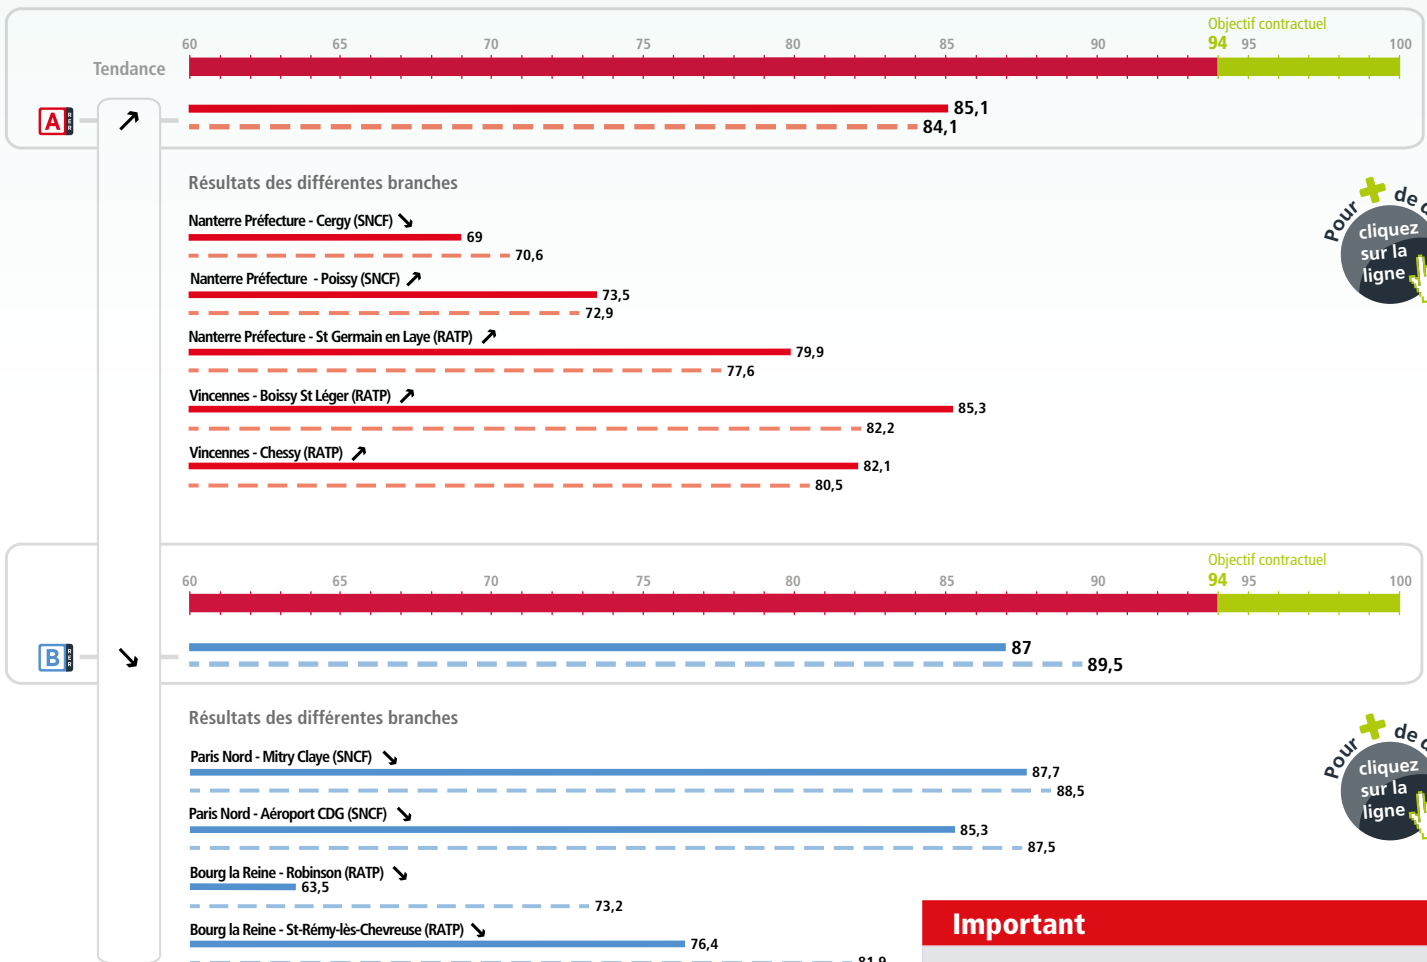 Objectif contractuel
60 65 70 75 80 85 90 94 95 100
Tendance
A RER
85,1
84,1
Résultats des différentes branches
Nanterre Préfecture - Cergy (SNCF)
69
70,6
Nanterre Préfecture - Poissy (SNCF)
73,5
72,9
Nanterre Préfecture - St Germain en Laye (RATP)
79,9
77,6
Vincennes - Boissy St Léger (RATP)
85,3
82,2
Vincennes - Chessy (RATP)
82,1
80,5
Pour + de
cliquez
sur la
ligne
Objectif contractuel
60 65 70 75 80 85 90 94 95 100
B RER
87
89,5
Résultats des différentes branches
Paris Nord - Mitry Claye (SNCF)
87,7
88,5
Paris Nord - Aéroport CDG (SNCF)
85,3
87,5
Bourg la Reine - Robinson (RATP)
63,5
73,2
Bourg la Reine - St-Rémy-lès-Chevreuse (RATP)
76,4
81,9
Pour + de
cliquez
sur la
ligne
Important